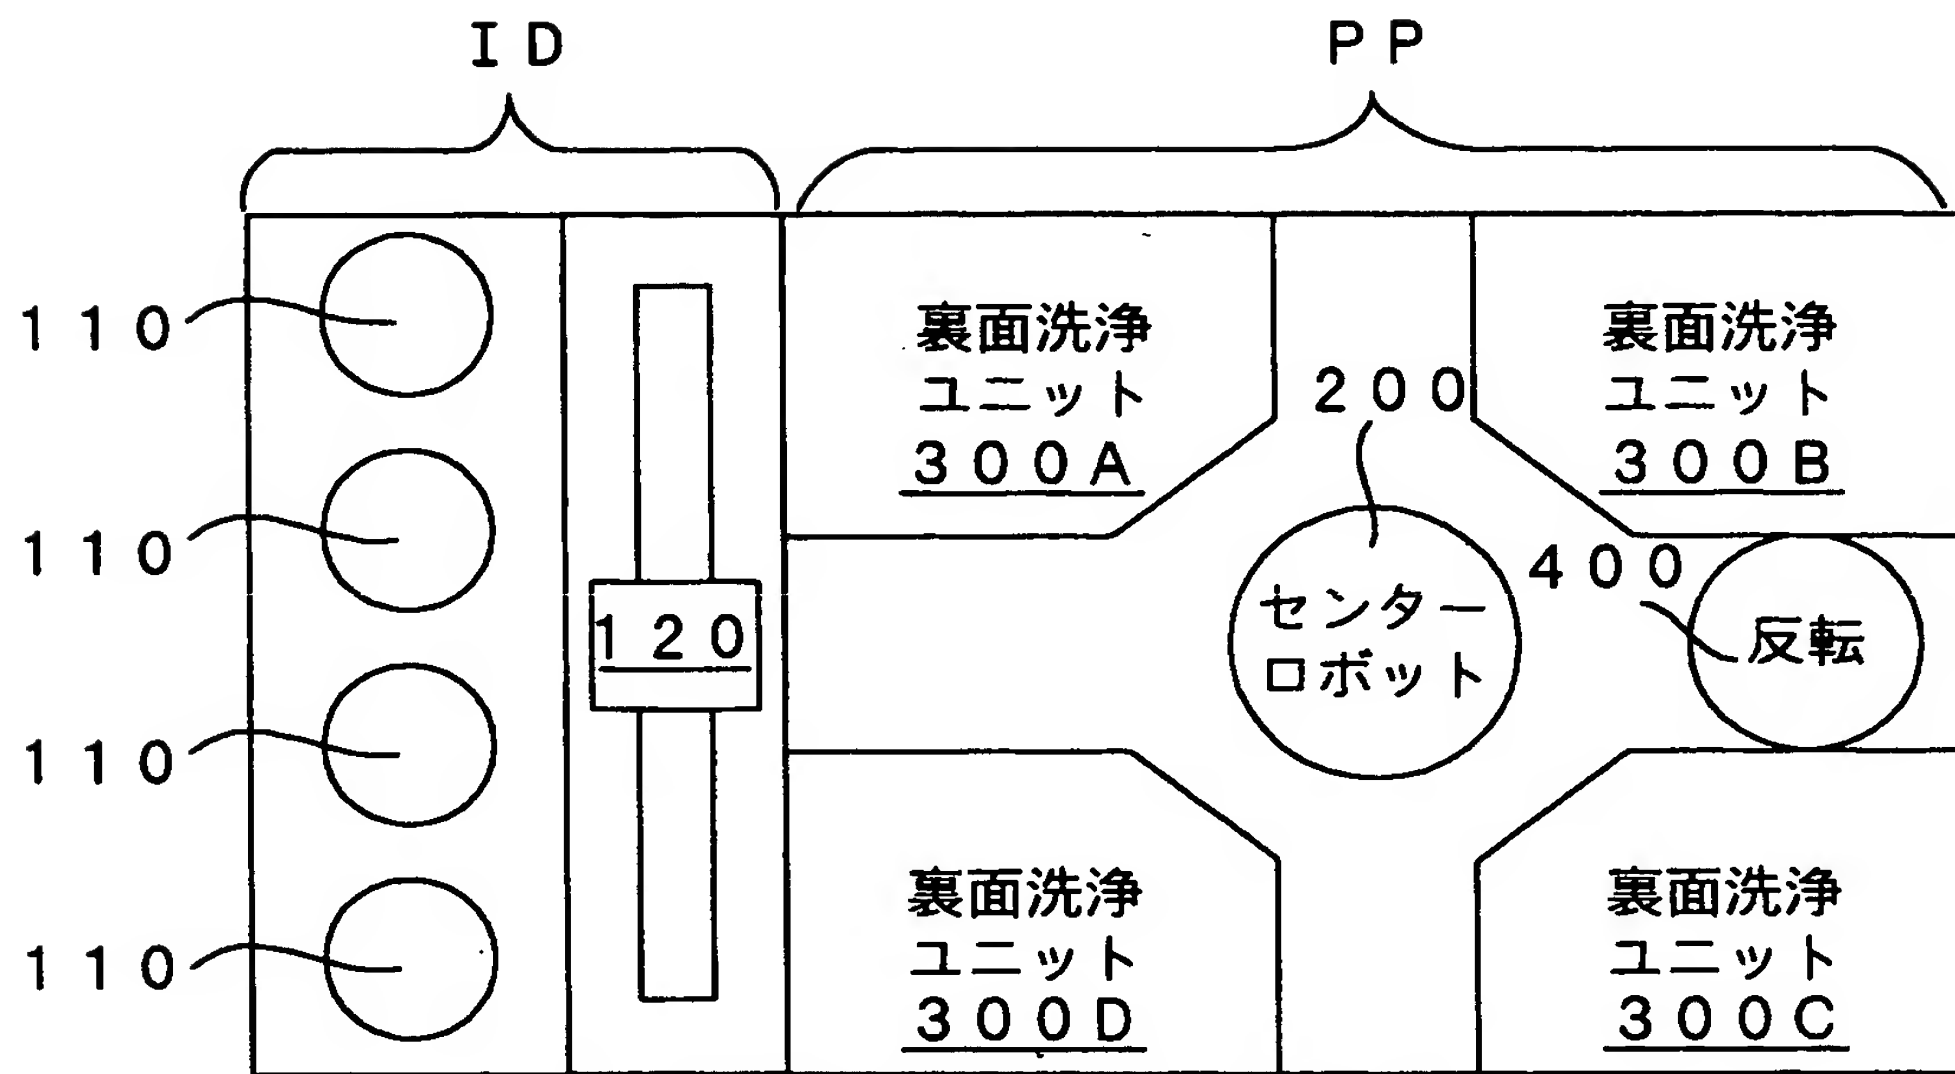 ID
PP
110
110
110
110
120
裏面洗浄
ユニット
300A
裏面洗浄
ユニット
300B
200
センター
ロボット
400
反転
裏面洗浄
ユニット
300D
裏面洗浄
ユニット
300C